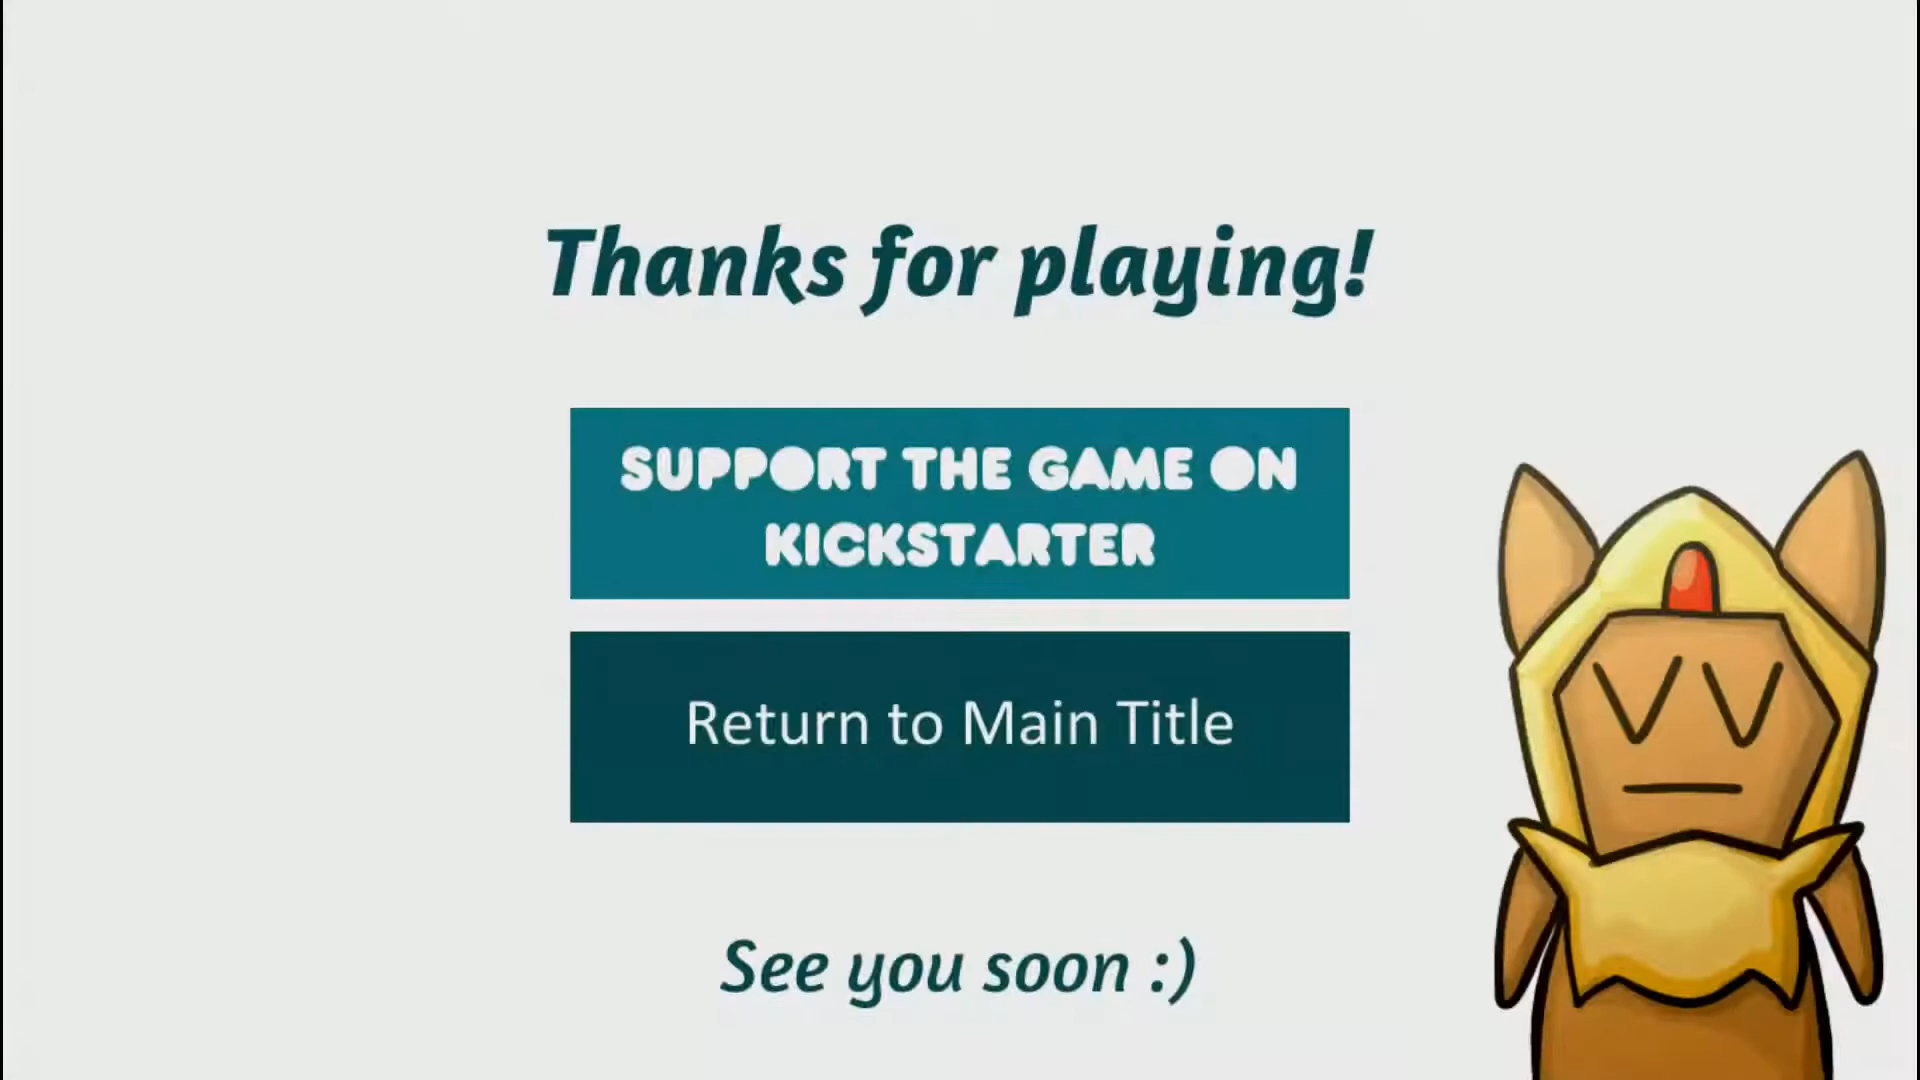 Thanks for playing!
SUPPORT THE GAME ON
KICKSTARTER
Return to Main Title
See you soon :)